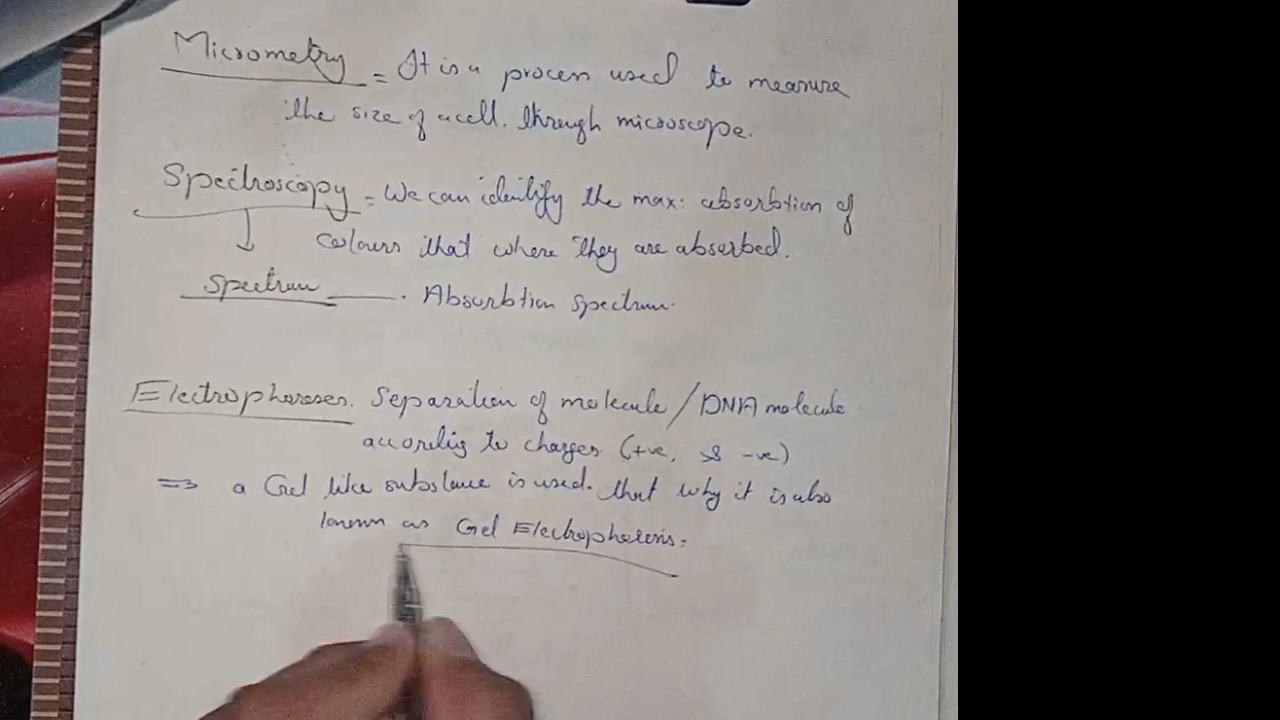 Micrometry = It is a process used to measure
the size of a cell. through microscope.
Spectroscopy = We can identify the max: absorbtion of
colours that where they are absorbed.
Spectrum ——. Absorbtion spectrum.
Electrophoreses. Separation of molecule / DNA molecule
according to charges (+ve, & -ve)
⇒ a Gel like substance is used. that why it is also
known as Gel Electrophoresis.